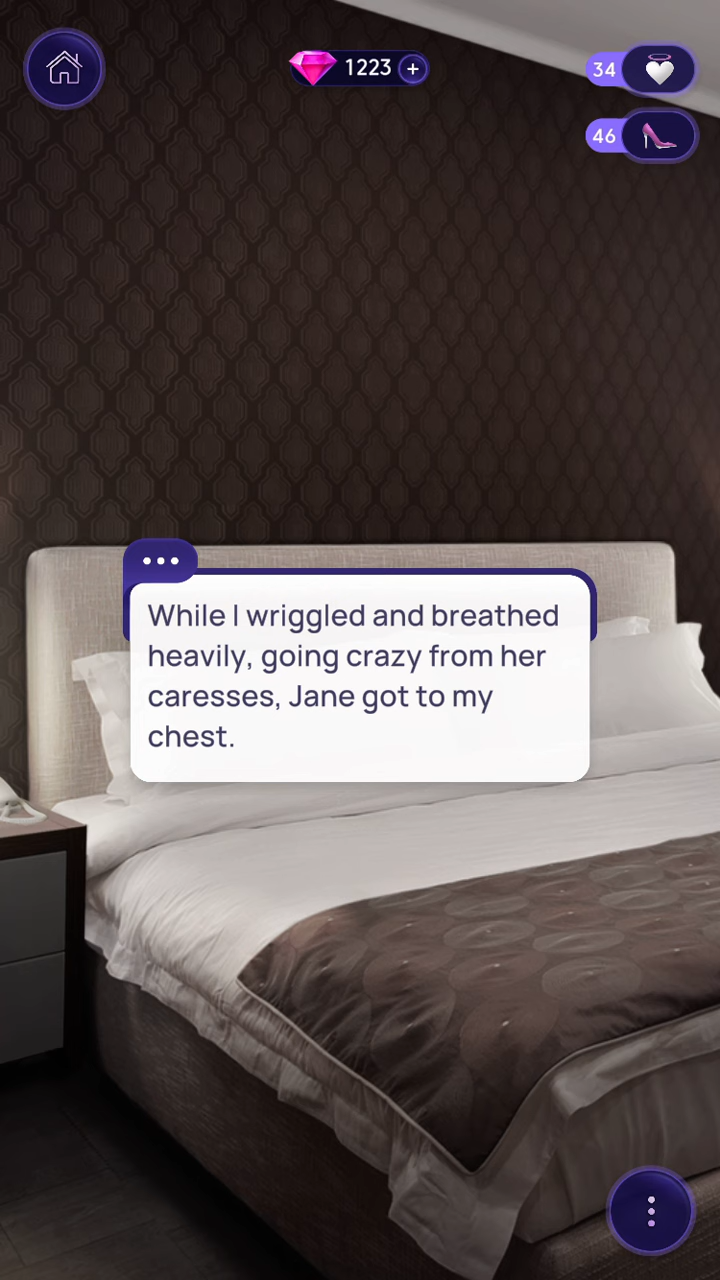 1223 +
34
46
While I wriggled and breathed
heavily, going crazy from her
caresses, Jane got to my
chest.